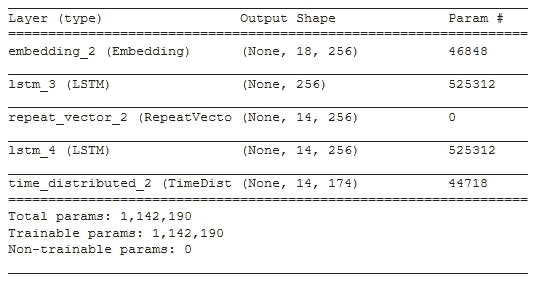 Layer (type) Output Shape Param #
=================================================================
embedding_2 (Embedding) (None, 18, 256) 46848
lstm_3 (LSTM) (None, 256) 525312
repeat_vector_2 (RepeatVecto (None, 14, 256) 0
lstm_4 (LSTM) (None, 14, 256) 525312
time_distributed_2 (TimeDist (None, 14, 174) 44718
=================================================================
Total params: 1,142,190
Trainable params: 1,142,190
Non-trainable params: 0